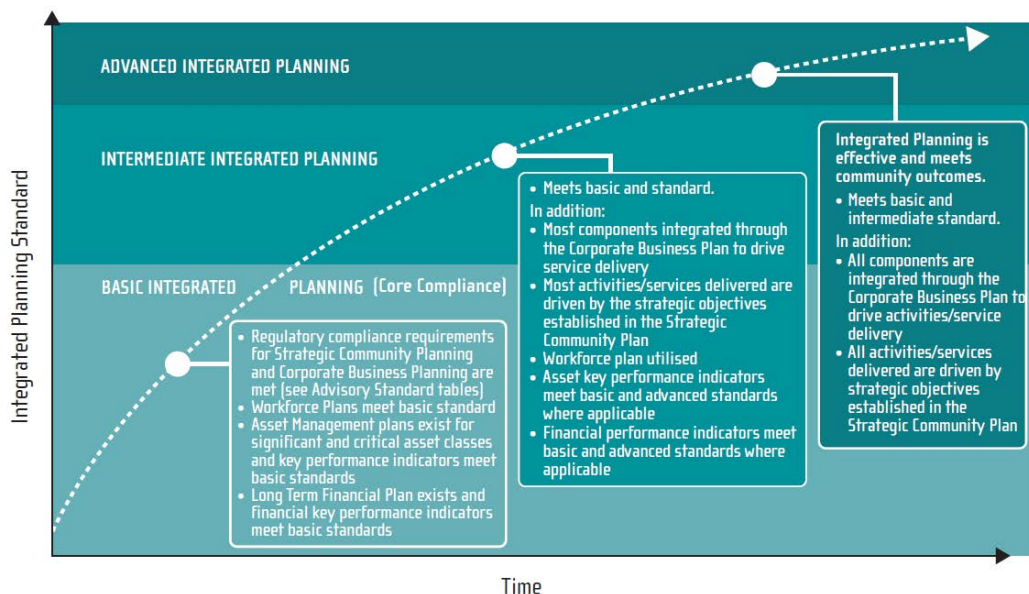 ADVANCED INTEGRATED PLANNING
INTERMEDIATE INTEGRATED PLANNING
BASIC INTEGRATED PLANNING (Core Compliance)
Integrated Planning Standard
• Regulatory compliance requirements
for Strategic Community Planning
and Corporate Business Planning are
met (see Advisory Standard tables)
• Workforce Plans meet basic standard
• Asset Management plans exist for
significant and critical asset classes
and key performance indicators meet
basic standards
• Long Term Financial Plan exists and
financial key performance indicators
meet basic standards
• Meets basic and standard.
In addition:
• Most components integrated through
the Corporate Business Plan to drive
service delivery
• Most activities/services delivered are
driven by the strategic objectives
established in the Strategic
Community Plan
• Workforce plan utilised
• Asset key performance indicators
meet basic and advanced standards
where applicable
• Financial performance indicators meet
basic and advanced standards where
applicable
Integrated Planning is
effective and meets
community outcomes.
• Meets basic and
intermediate standard.
In addition:
• All components are
integrated through the
Corporate Business Plan to
drive activities/service
delivery
• All activities/services
delivered are driven by
strategic objectives
established in the
Strategic Community Plan
Time